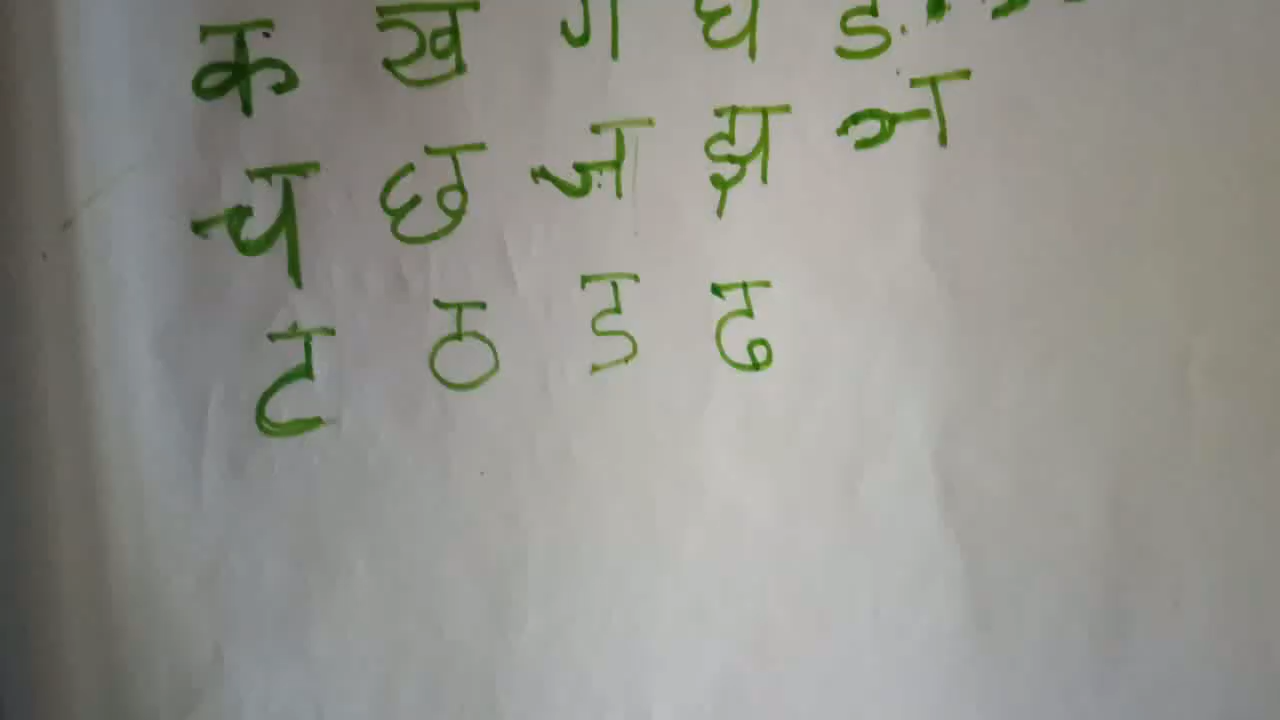 क ख ग घ ङ
च छ ज झ ञ
ट ठ ड ढ